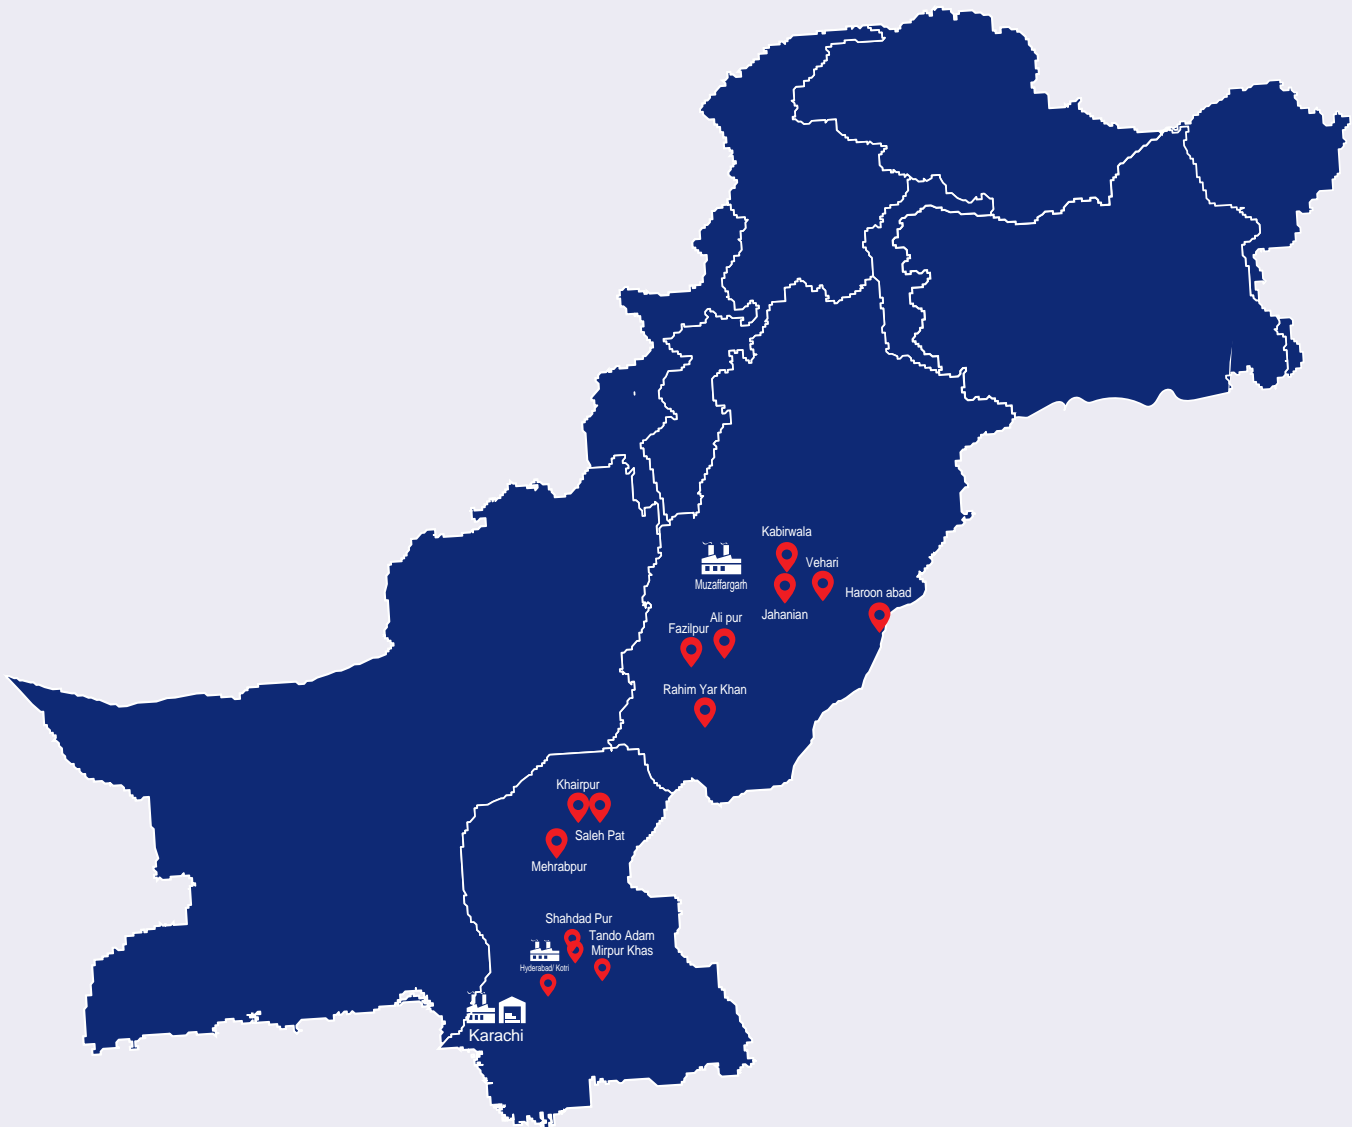 Kabirwala
Vehari
Muzaffargarh
Haroon abad
Jahanian
Ali pur
Fazilpur
Rahim Yar Khan
Khairpur
Saleh Pat
Mehrabpur
Shahdad Pur
Tando Adam
Mirpur Khas
Hyderabad/ Kotri
Karachi